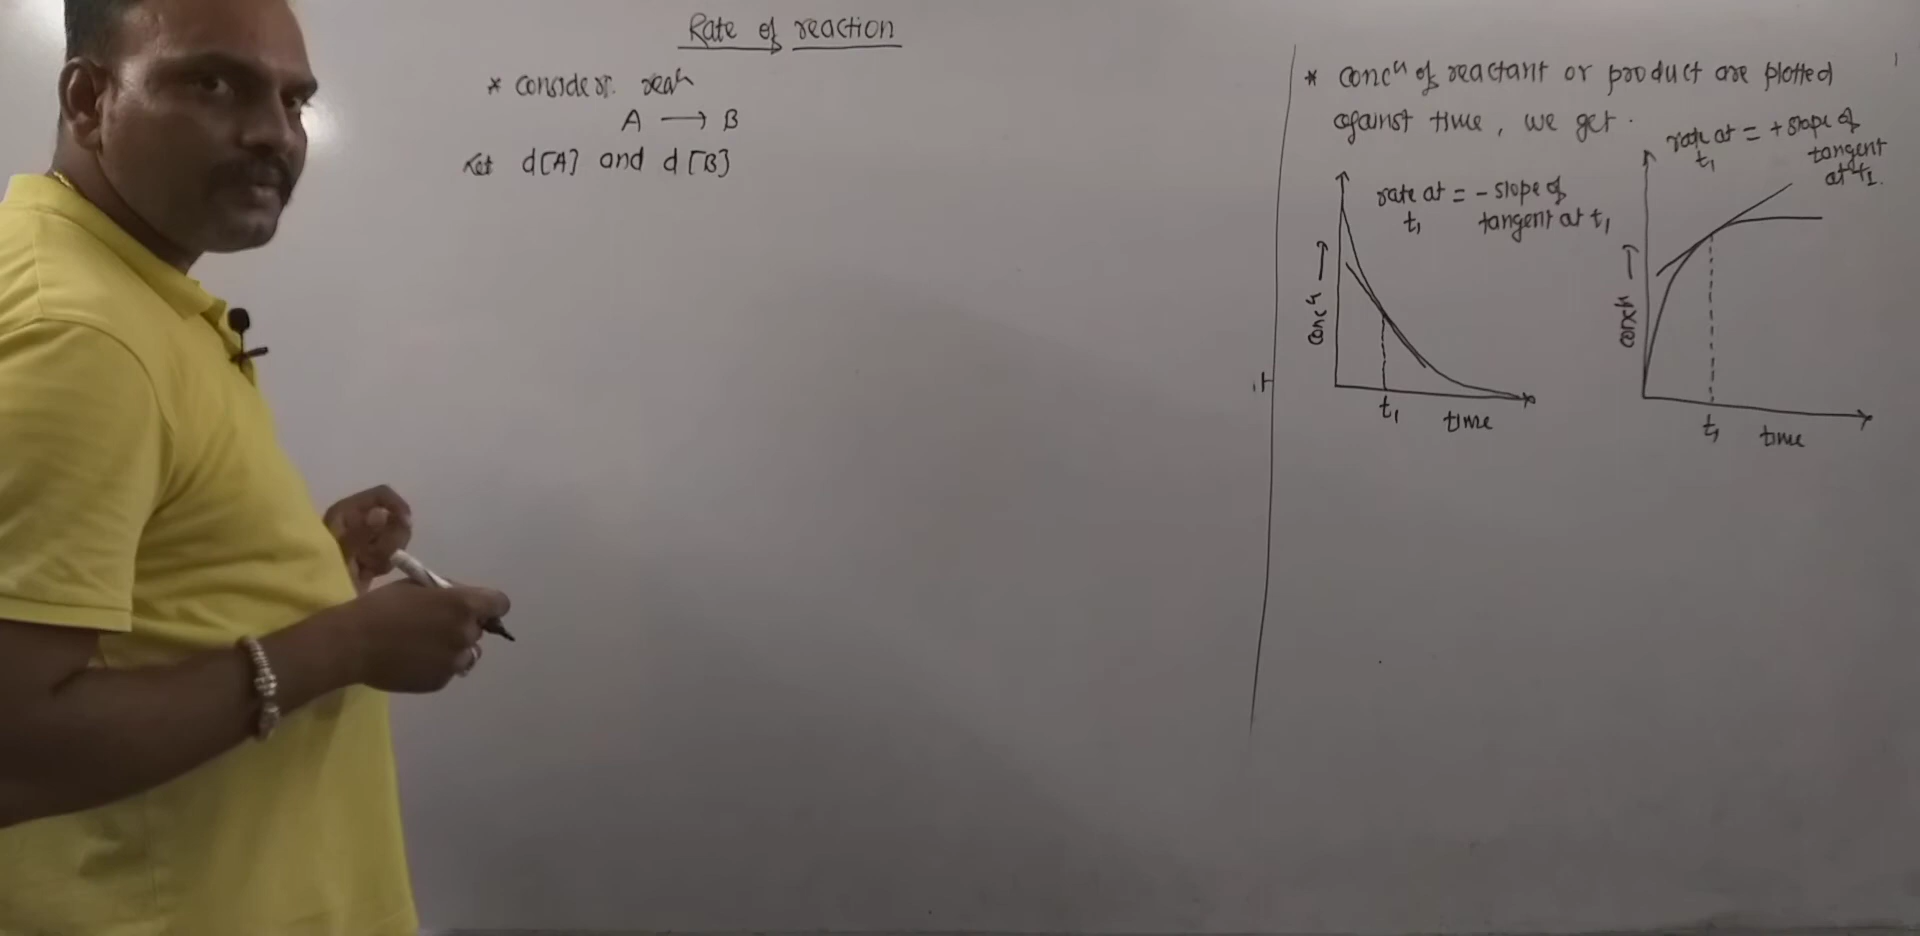 Rate of reaction
* consider reaⁿ
A → B
Let d[A] and d[B]
* concⁿ of reactant or product are plotted
against time, we get.
rate at t₁ = - slope of
tangent at t₁
concⁿ →
t₁ time
rate at t₁ = + slope of
tangent
at t₁.
concⁿ →
t₁ time